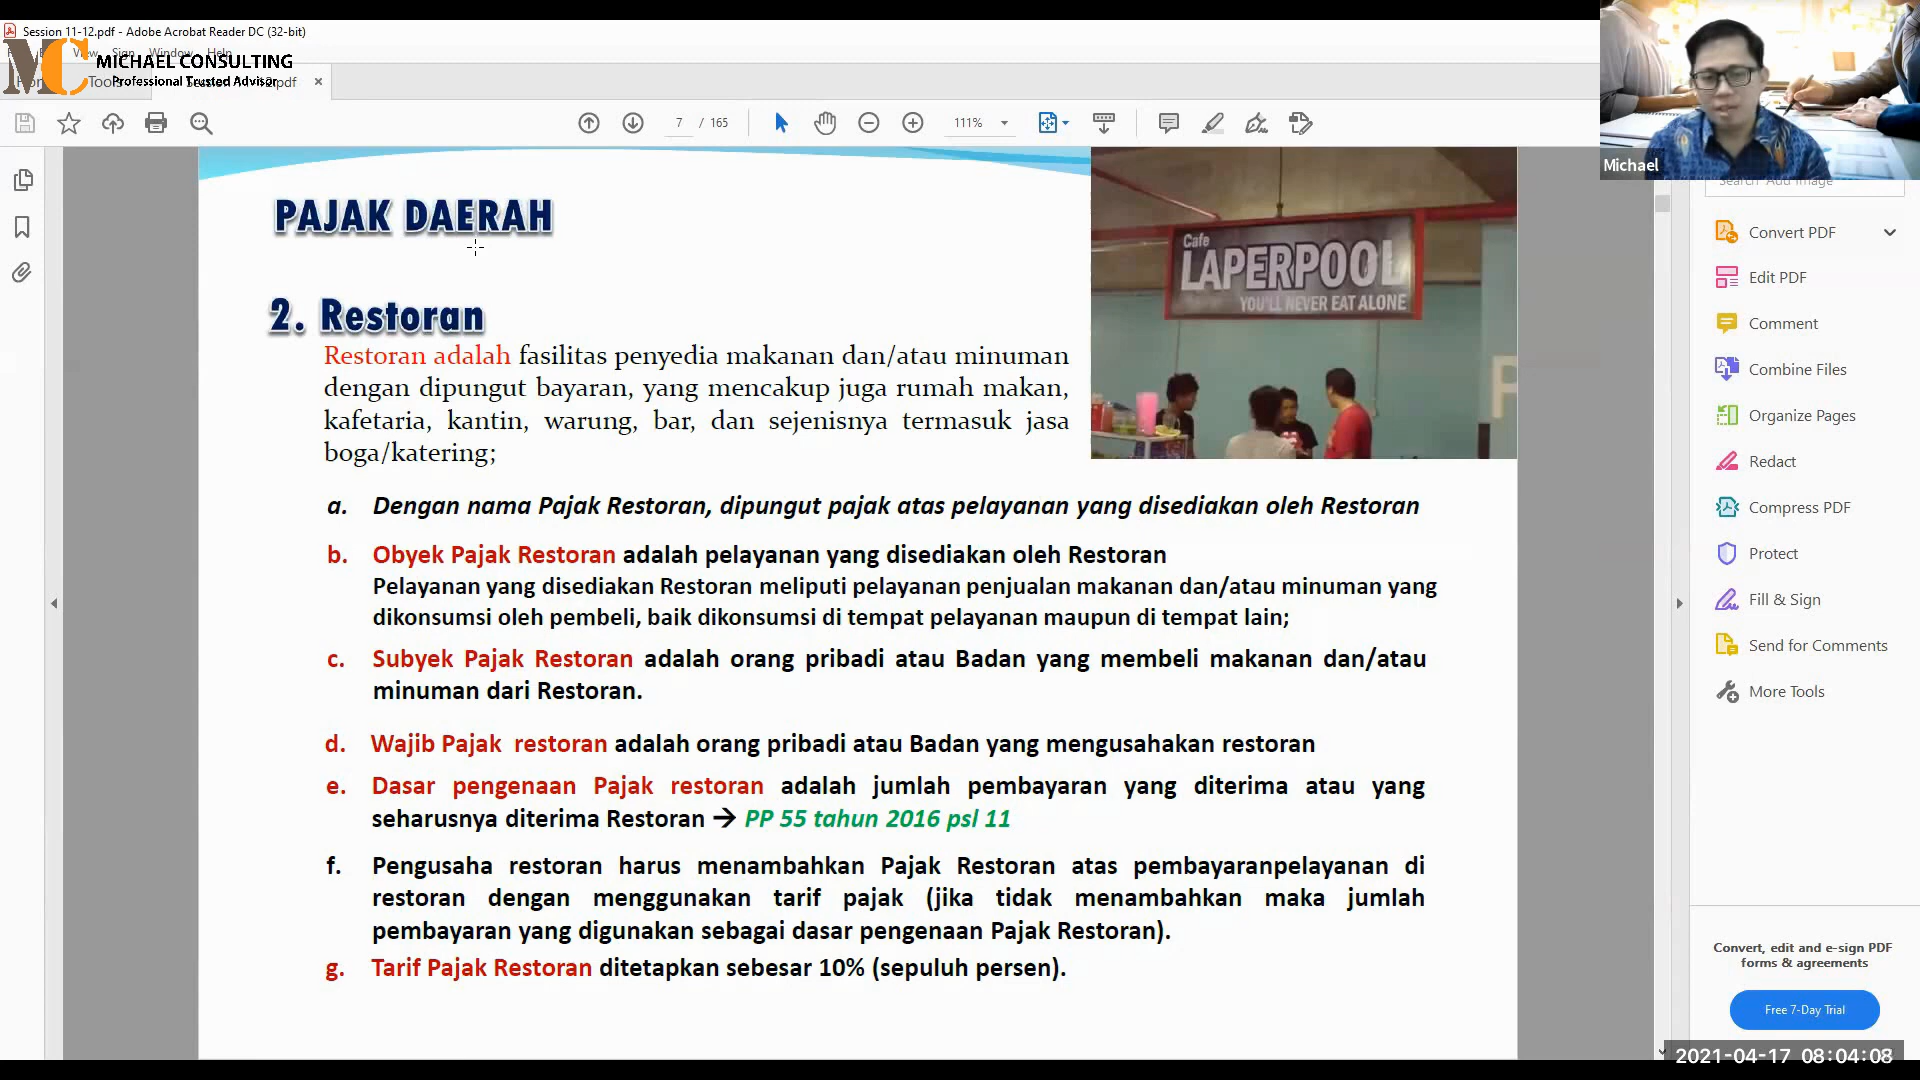 Session 11-12.pdf - Adobe Acrobat Reader DC (32-bit)
View Sign Window Help
MC MICHAEL CONSULTING
Professional Trusted Advisor
Tools
7 / 165
111%
Michael
PAJAK DAERAH
Cafe
LAPERPOOL
YOU'LL NEVER EAT ALONE
2. Restoran
Restoran adalah fasilitas penyedia makanan dan/atau minuman
dengan dipungut bayaran, yang mencakup juga rumah makan,
kafetaria, kantin, warung, bar, dan sejenisnya termasuk jasa
boga/katering;
a. Dengan nama Pajak Restoran, dipungut pajak atas pelayanan yang disediakan oleh Restoran
b. Obyek Pajak Restoran adalah pelayanan yang disediakan oleh Restoran
Pelayanan yang disediakan Restoran meliputi pelayanan penjualan makanan dan/atau minuman yang
dikonsumsi oleh pembeli, baik dikonsumsi di tempat pelayanan maupun di tempat lain;
c. Subyek Pajak Restoran adalah orang pribadi atau Badan yang membeli makanan dan/atau
minuman dari Restoran.
d. Wajib Pajak restoran adalah orang pribadi atau Badan yang mengusahakan restoran
e. Dasar pengenaan Pajak restoran adalah jumlah pembayaran yang diterima atau yang
seharusnya diterima Restoran → PP 55 tahun 2016 psl 11
f. Pengusaha restoran harus menambahkan Pajak Restoran atas pembayaranpelayanan di
restoran dengan menggunakan tarif pajak (jika tidak menambahkan maka jumlah
pembayaran yang digunakan sebagai dasar pengenaan Pajak Restoran).
g. Tarif Pajak Restoran ditetapkan sebesar 10% (sepuluh persen).
Search 'Add Image'
Convert PDF
Edit PDF
Comment
Combine Files
Organize Pages
Redact
Compress PDF
Protect
Fill & Sign
Send for Comments
More Tools
Convert, edit and e-sign PDF
forms & agreements
Free 7-Day Trial
2021-04-17 08:04:08